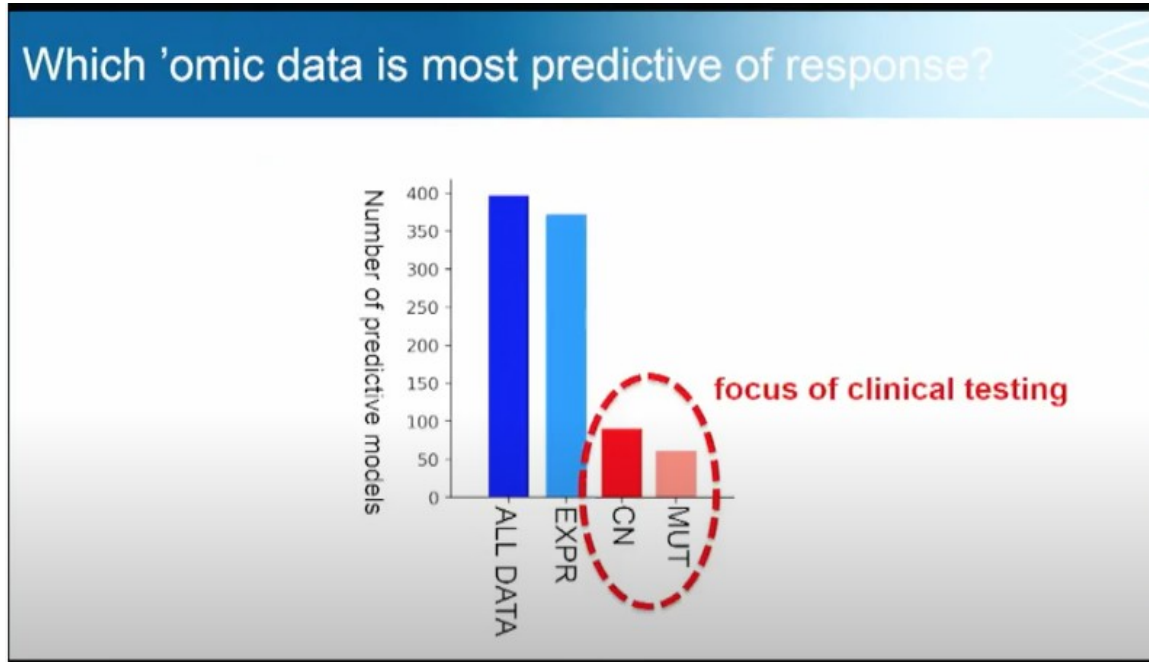 Which 'omic data is most predictive of response?
Number of predictive models
400
350
300
250
200
150
100
50
0
focus of clinical testing
ALL DATA
EXPR
CN
MUT